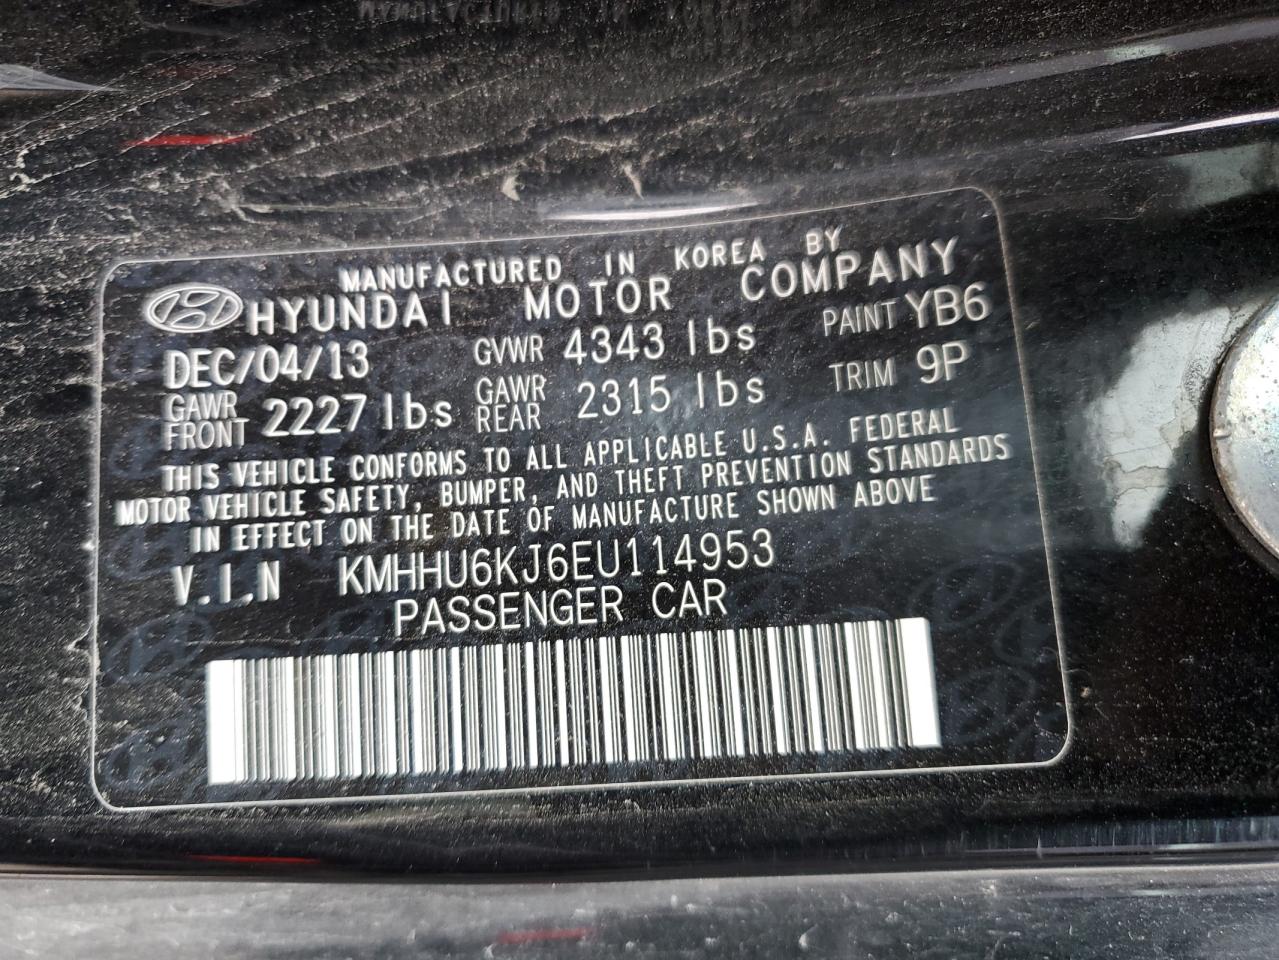 MANUFACTURED IN KOREA BY
HYUNDAI MOTOR COMPANY
DEC/04/13 GVWR 4343 lbs PAINT YB6
GAWR FRONT 2227 lbs GAWR REAR 2315 lbs TRIM 9P
THIS VEHICLE CONFORMS TO ALL APPLICABLE U.S.A. FEDERAL
MOTOR VEHICLE SAFETY, BUMPER, AND THEFT PREVENTION STANDARDS
IN EFFECT ON THE DATE OF MANUFACTURE SHOWN ABOVE
V.I.N KMHHU6KJ6EU114953
PASSENGER CAR